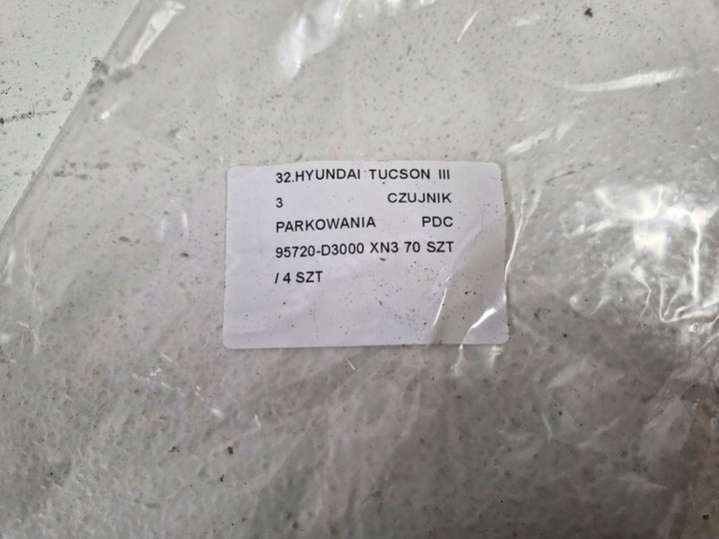 32.HYUNDAI TUCSON III
3 CZUJNIK
PARKOWANIA PDC
95720-D3000 XN3 70 SZT
/ 4 SZT